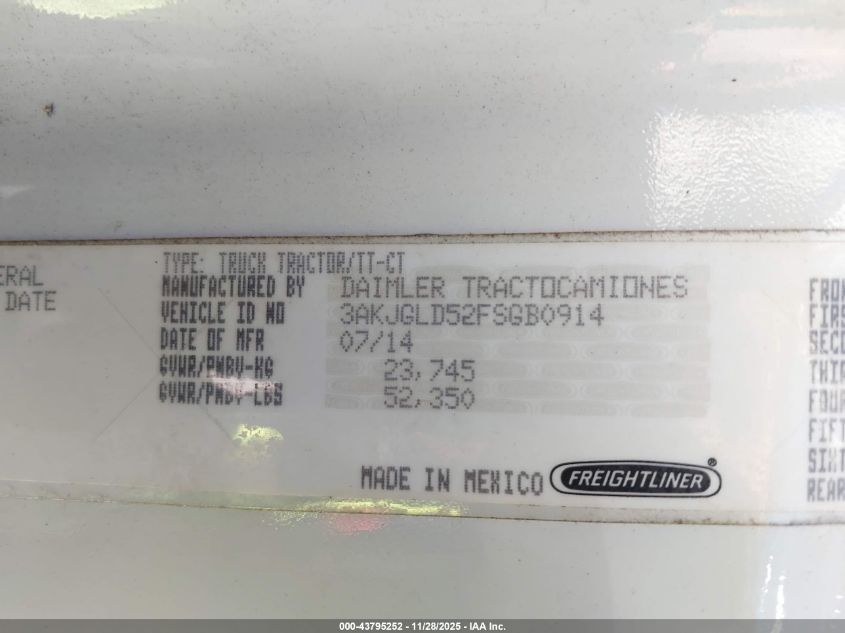 ERAL
DATE
TYPE: TRUCK TRACTOR/TT-CT
MANUFACTURED BY DAIMLER TRACTOCAMIONES
VEHICLE ID NO 3AKJGLD52FSGB0914
DATE OF MFR 07/14
GVWR/PNBV-KG 23,745
GVWR/PNBV-LBS 52,350
MADE IN MEXICO FREIGHTLINER®
FRON
FIRS
SECO
THIR
FOUR
FIFT
SIXT
REAR
000-43795252 - 11/28/2025 - IAA Inc.